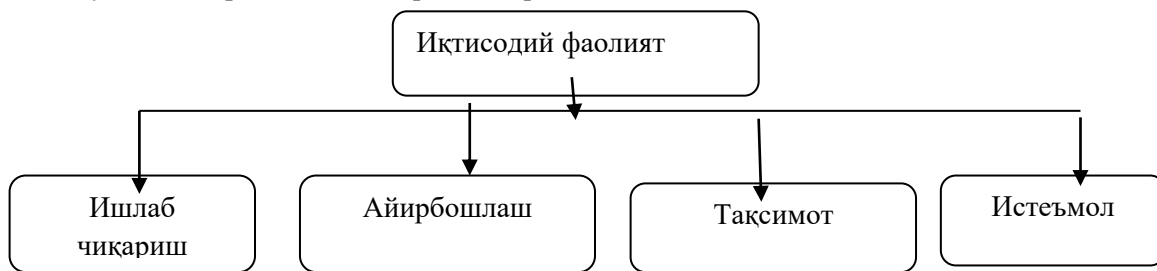 Иқтисодий фаолият
Ишлаб
чиқариш
Айирбошлаш
Тақсимот
Истеъмол